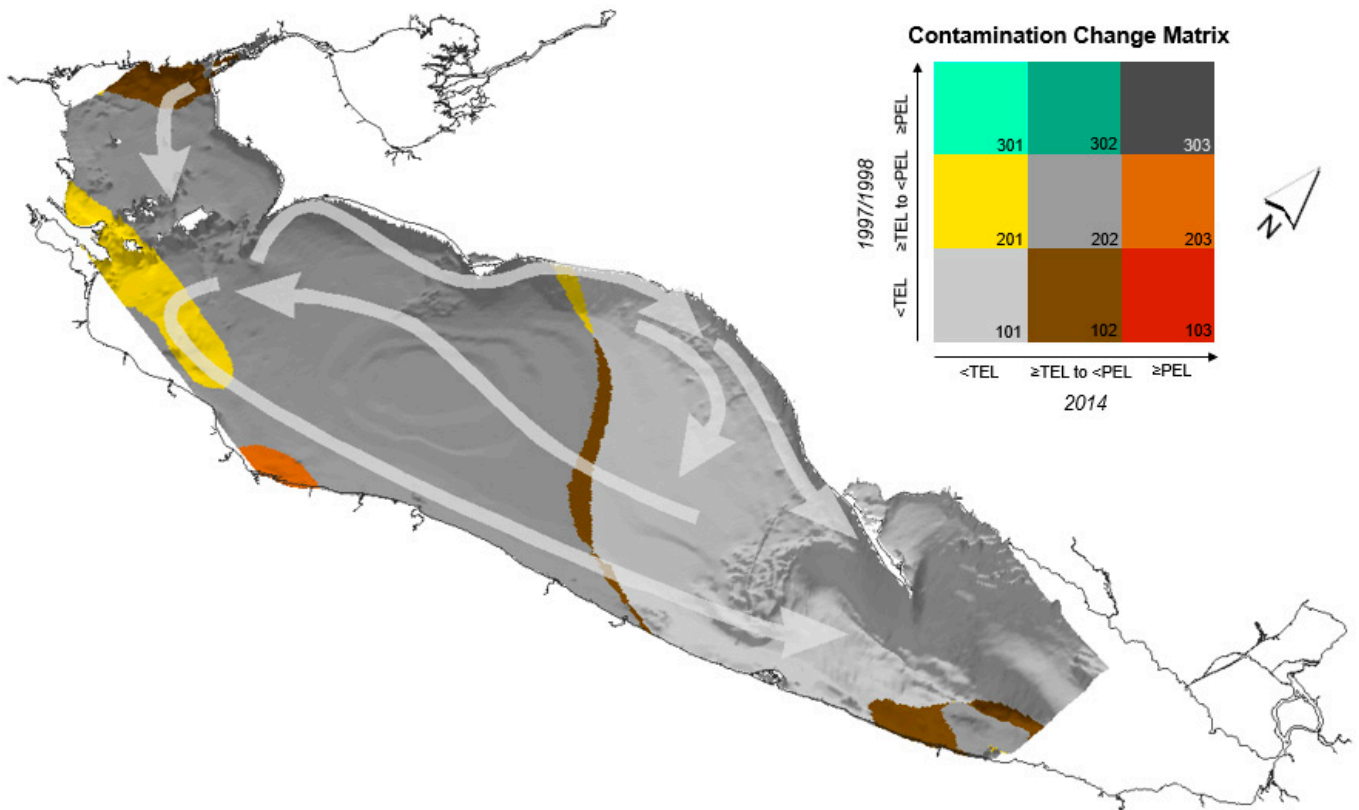 Contamination Change Matrix
1997/1998
≥PEL
≥TEL to <PEL
<TEL
301
302
303
201
202
203
101
102
103
<TEL
≥TEL to <PEL
≥PEL
2014
N